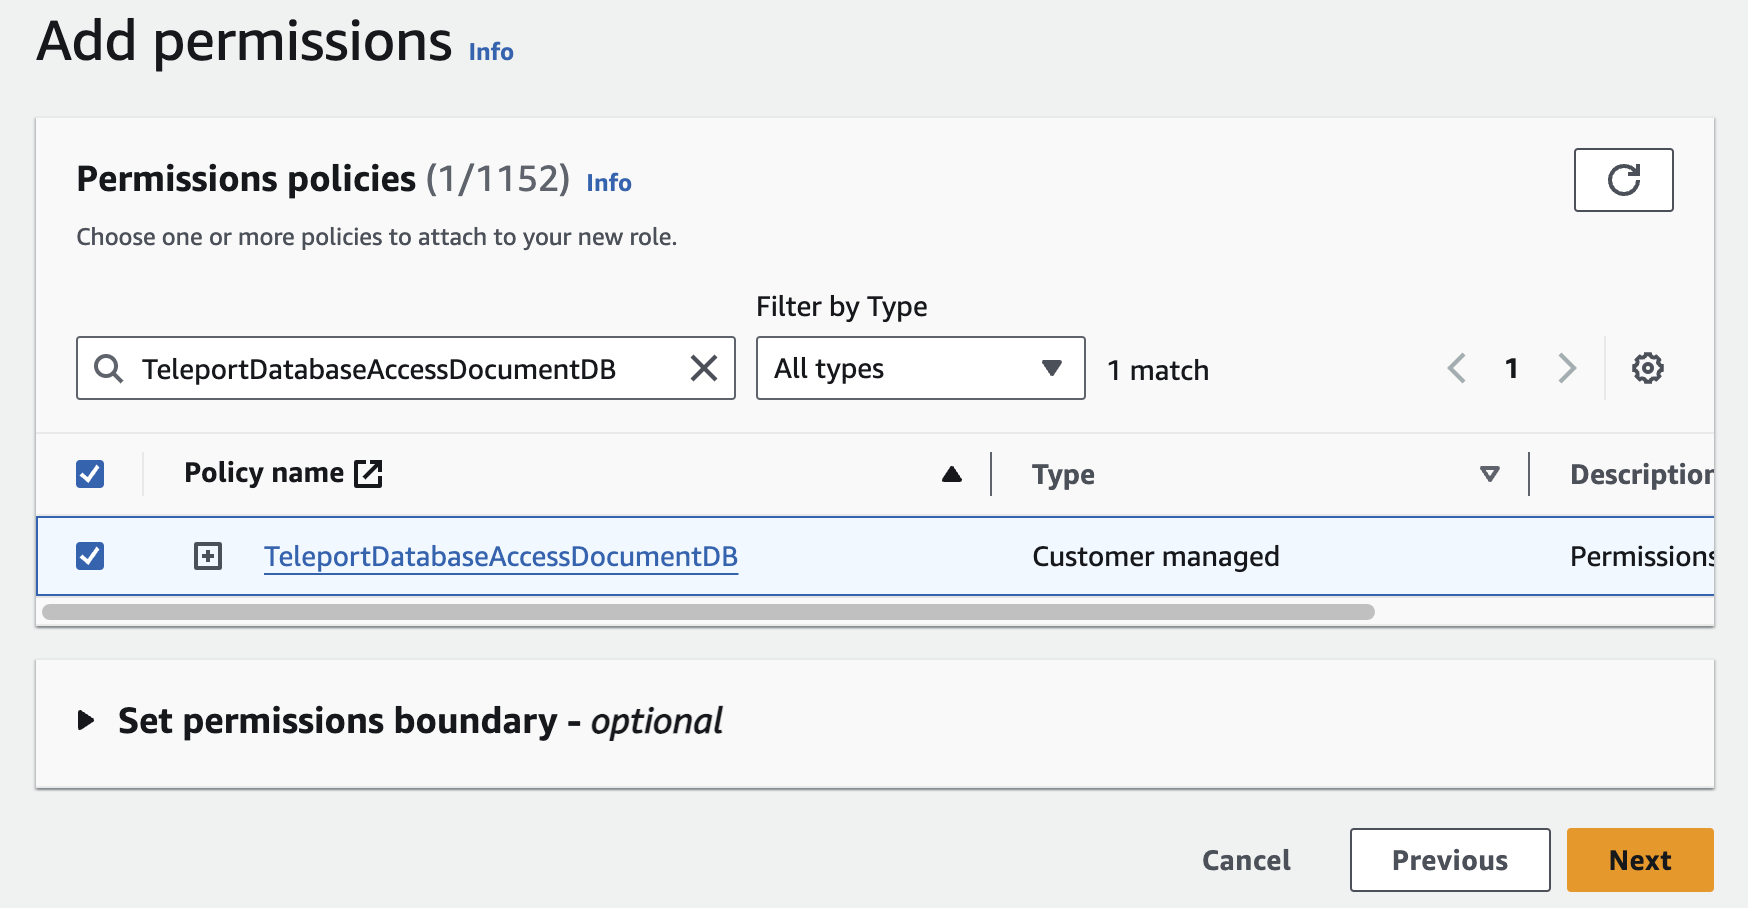 Add permissions Info
Permissions policies (1/1152) Info
Choose one or more policies to attach to your new role.
Filter by Type
TeleportDatabaseAccessDocumentDB All types 1 match 1
Policy name Type Description
TeleportDatabaseAccessDocumentDB Customer managed Permissions
Set permissions boundary - optional
Cancel Previous Next